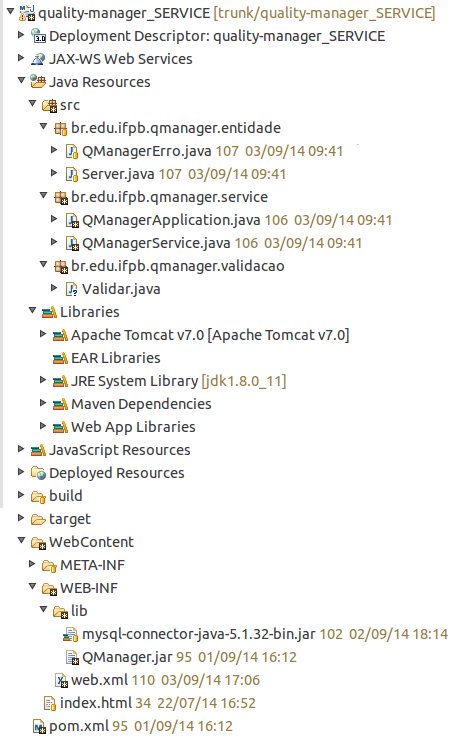 quality-manager_SERVICE [trunk/quality-manager_SERVICE]
Deployment Descriptor: quality-manager_SERVICE
JAX-WS Web Services
Java Resources
src
br.edu.ifpb.qmanager.entidade
QManagerErro.java 107 03/09/14 09:41
Server.java 107 03/09/14 09:41
br.edu.ifpb.qmanager.service
QManagerApplication.java 106 03/09/14 09:41
QManagerService.java 106 03/09/14 09:41
br.edu.ifpb.qmanager.validacao
Validar.java
Libraries
Apache Tomcat v7.0 [Apache Tomcat v7.0]
EAR Libraries
JRE System Library [jdk1.8.0_11]
Maven Dependencies
Web App Libraries
JavaScript Resources
Deployed Resources
build
target
WebContent
META-INF
WEB-INF
lib
mysql-connector-java-5.1.32-bin.jar 102 02/09/14 18:14
QManager.jar 95 01/09/14 16:12
web.xml 110 03/09/14 17:06
index.html 34 22/07/14 16:52
pom.xml 95 01/09/14 16:12